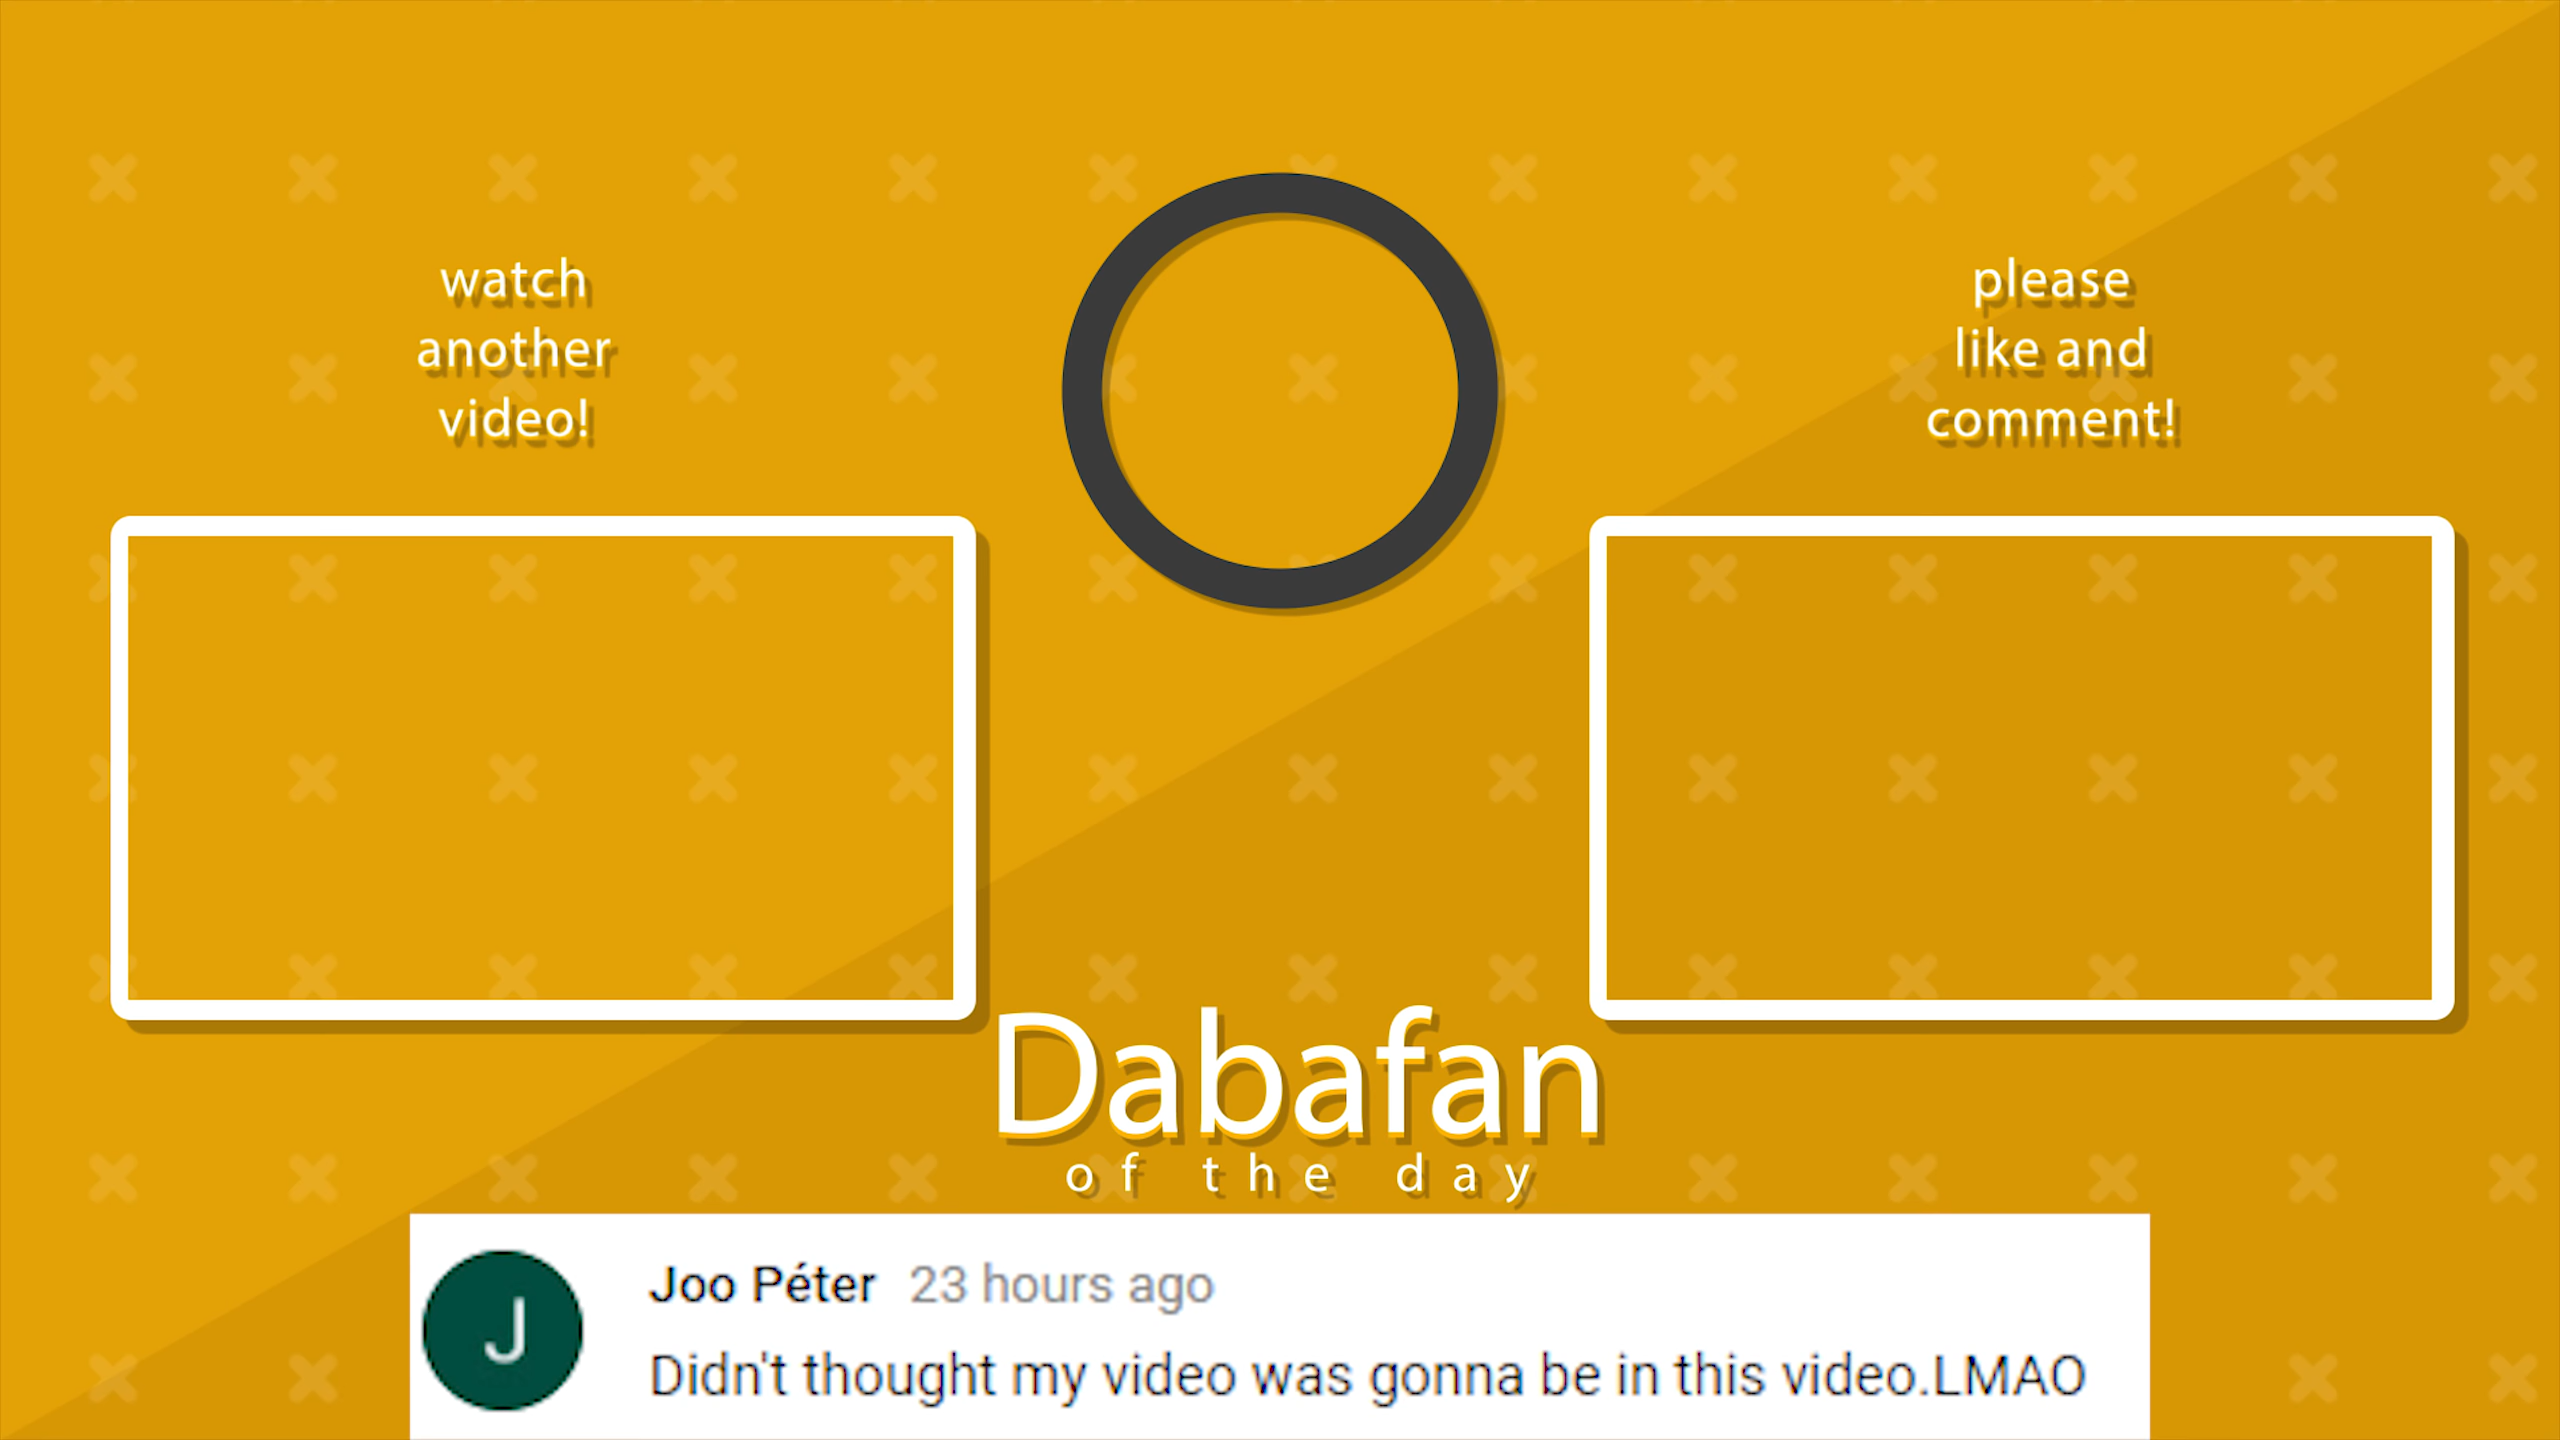 watch
another
video!
please
like and
comment!
Dabafan
of the day
J
Joo Péter 23 hours ago
Didn't thought my video was gonna be in this video.LMAO